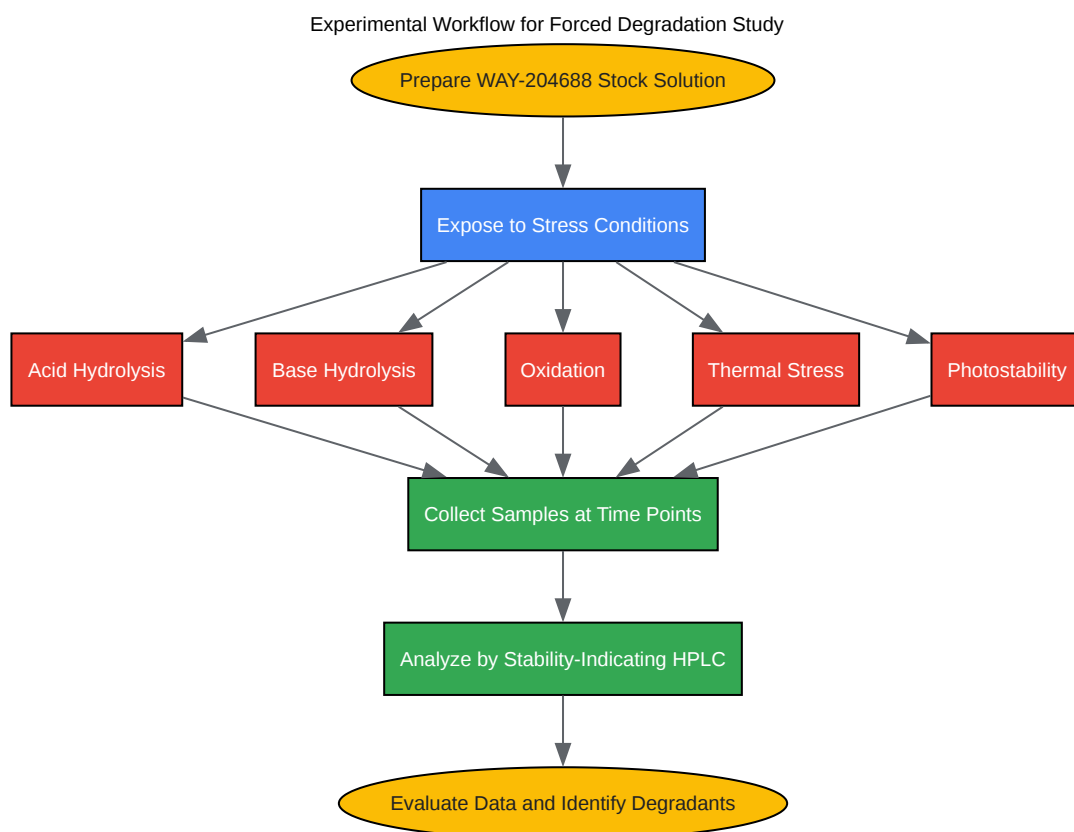 Experimental Workflow for Forced Degradation Study
Prepare WAY-204688 Stock Solution
Expose to Stress Conditions
Acid Hydrolysis
Base Hydrolysis
Oxidation
Thermal Stress
Photostability
Collect Samples at Time Points
Analyze by Stability-Indicating HPLC
Evaluate Data and Identify Degradants